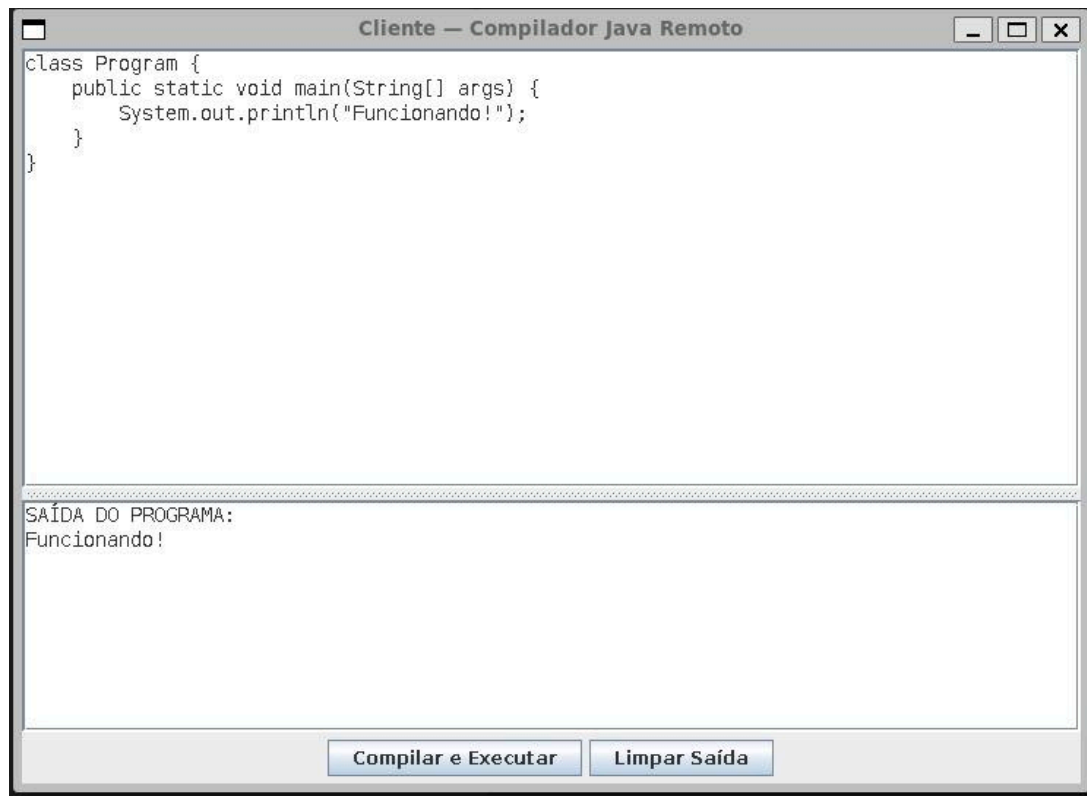 Cliente — Compilador Java Remoto
class Program {
    public static void main(String[] args) {
        System.out.println("Funcionando!");
    }
}
SAÍDA DO PROGRAMA:
Funcionando!
Compilar e Executar Limpar Saída